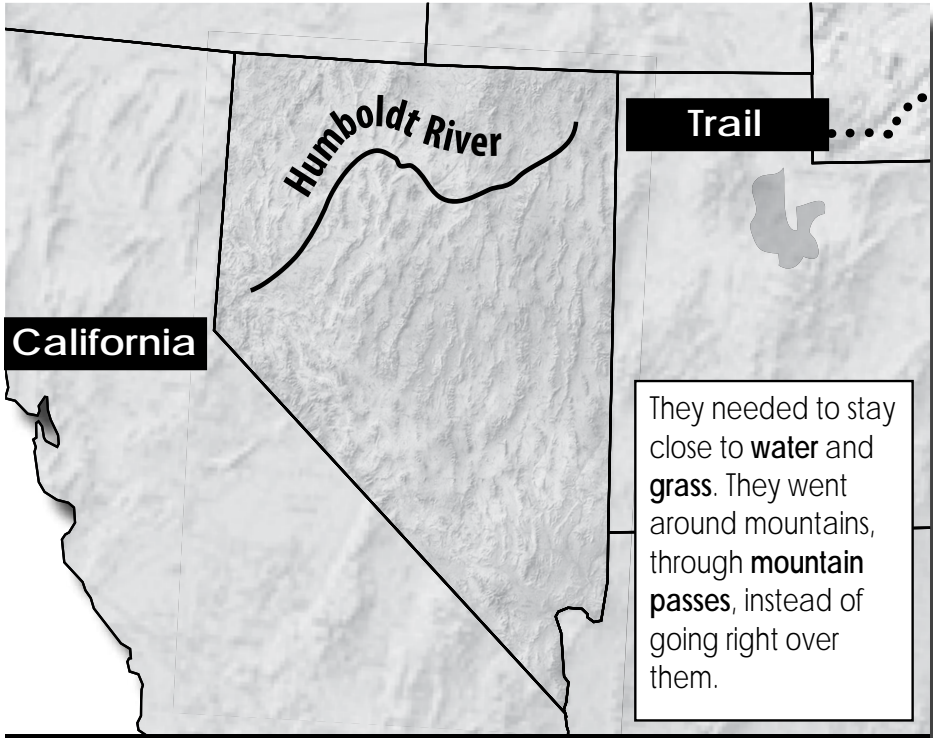 Humboldt River
Trail
California
They needed to stay
close to water and
grass. They went
around mountains,
through mountain
passes, instead of
going right over
them.